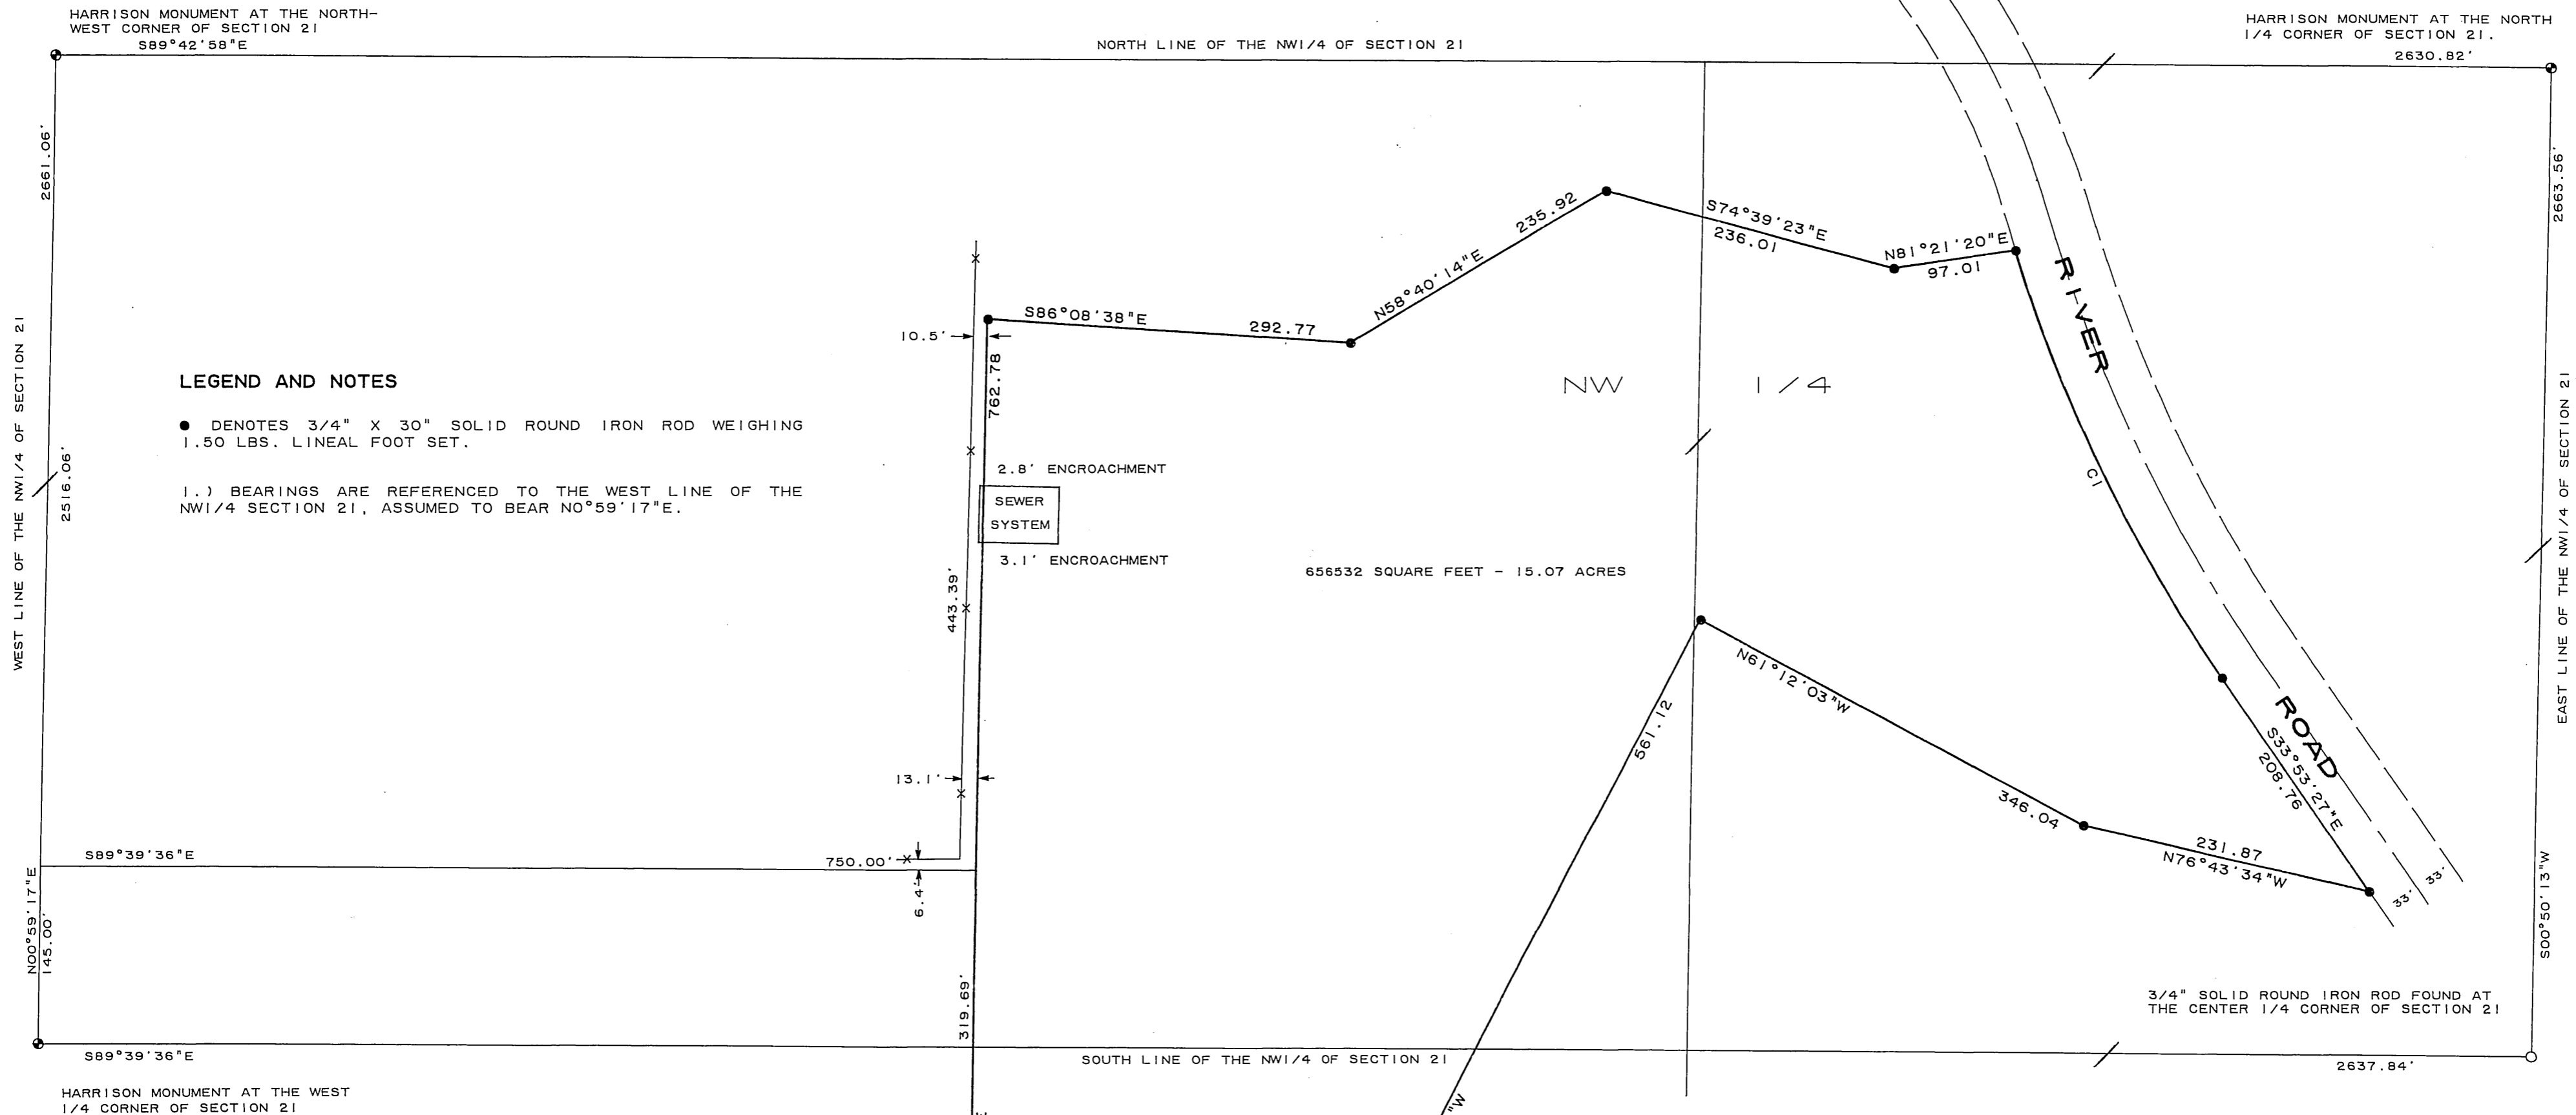 HARRISON MONUMENT AT THE NORTH-
WEST CORNER OF SECTION 21
S89°42'58"E
NORTH LINE OF THE NW1/4 OF SECTION 21
HARRISON MONUMENT AT THE NORTH
1/4 CORNER OF SECTION 21.
2630.82'
2661.06'
2663.56'
WEST LINE OF THE NW1/4 OF SECTION 21
2516.06'
EAST LINE OF THE NW1/4 OF SECTION 21
235.92
N58°40'14"E
S74°39'23"E
236.01
N81°21'20"E
97.01
S86°08'38"E
292.77
10.5'
762.78
RIVER
NW 1/4
LEGEND AND NOTES
DENOTES 3/4" X 30" SOLID ROUND IRON ROD WEIGHING
1.50 LBS. LINEAL FOOT SET.
1.) BEARINGS ARE REFERENCED TO THE WEST LINE OF THE
NW1/4 SECTION 21, ASSUMED TO BEAR N0°59'17"E.
2.8' ENCROACHMENT
SEWER
SYSTEM
3.1' ENCROACHMENT
C1
656532 SQUARE FEET - 15.07 ACRES
443.39'
N61°12'03"W
346.04
561.12
ROAD
S33°53'27"E
208.76
13.1'
231.87
N76°43'34"W
33'
33'
S89°39'36"E
750.00'
6.4'
N00°59'17"E
145.00'
319.69'
S00°50'13"W
3/4" SOLID ROUND IRON ROD FOUND AT
THE CENTER 1/4 CORNER OF SECTION 21
S89°39'36"E
SOUTH LINE OF THE NW1/4 OF SECTION 21
2637.84'
HARRISON MONUMENT AT THE WEST
1/4 CORNER OF SECTION 21
"W